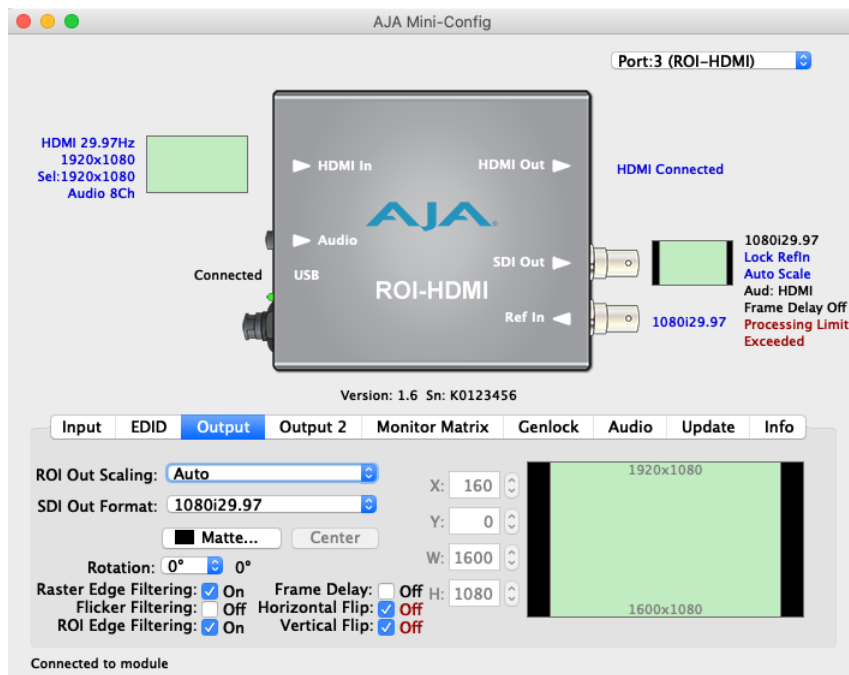 AJA Mini-Config
Port:3 (ROI-HDMI)
HDMI 29.97Hz
1920x1080
Sel:1920x1080
Audio 8Ch
HDMI In
HDMI Out
HDMI Connected
AJA
Audio
Connected
USB
SDI Out
ROI-HDMI
Ref In
1080i29.97
1080i29.97
Lock RefIn
Auto Scale
Aud: HDMI
Frame Delay Off
Processing Limit
Exceeded
Version: 1.6 Sn: K0123456
Input EDID Output Output 2 Monitor Matrix Genlock Audio Update Info
ROI Out Scaling: Auto
SDI Out Format: 1080i29.97
Matte... Center
Rotation: 0° 0°
Raster Edge Filtering: On
Flicker Filtering: Off
ROI Edge Filtering: On
Frame Delay: Off
Horizontal Flip: Off
Vertical Flip: Off
X: 160
Y: 0
W: 1600
H: 1080
1920x1080
1600x1080
Connected to module